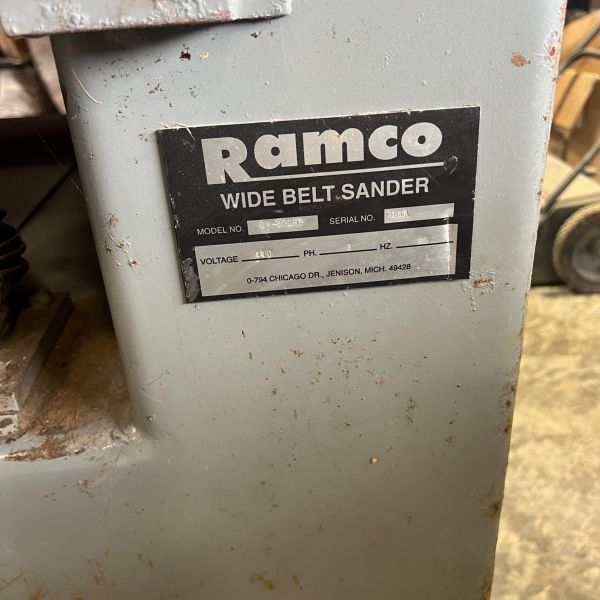 Ramco
WIDE BELT SANDER
MODEL NO. SERIAL NO.
VOLTAGE PH. HZ.
0-794 CHICAGO DR., JENISON, MICH. 49428